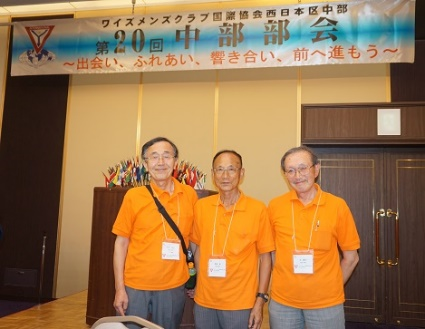 ワイズメンズクラブ国際協会西日本区中部
第20回 中部部会
～出会い、ふれあい、響き合い、前へ進もう～